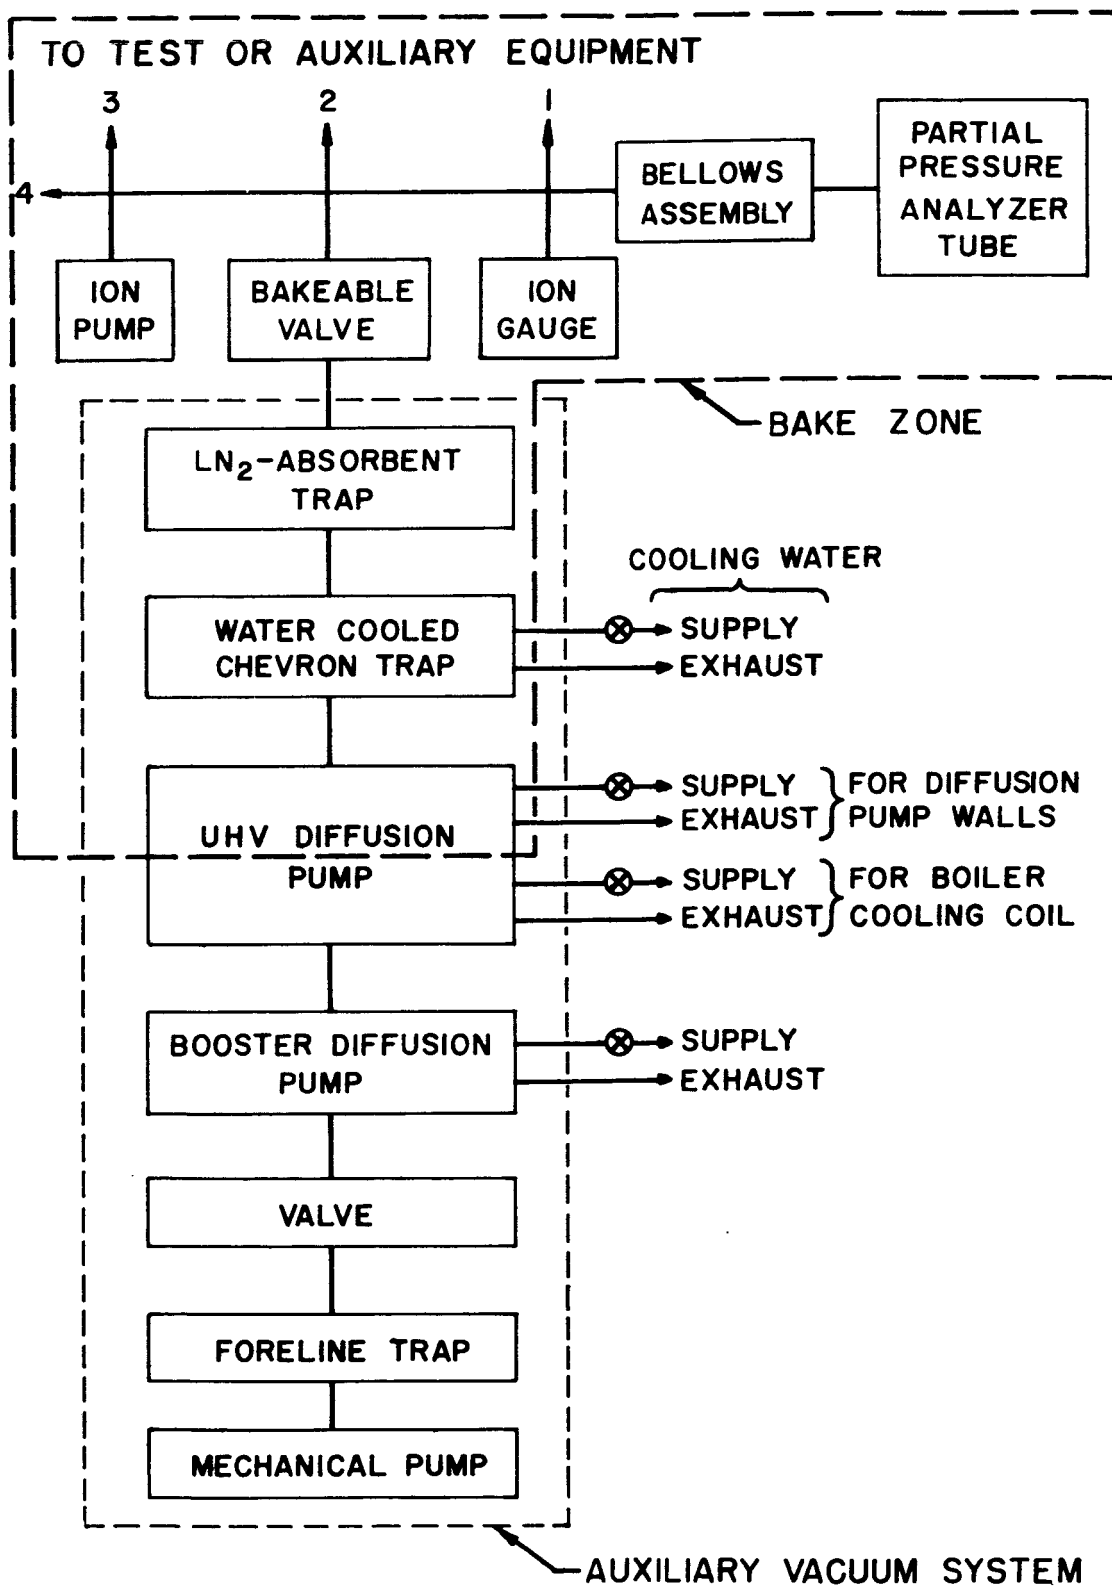 TO TEST OR AUXILIARY EQUIPMENT
3
2
1
4
BELLOWS
ASSEMBLY
PARTIAL
PRESSURE
ANALYZER
TUBE
ION
PUMP
BAKEABLE
VALVE
ION
GAUGE
BAKE ZONE
LN₂-ABSORBENT
TRAP
COOLING WATER
WATER COOLED
CHEVRON TRAP
SUPPLY
EXHAUST
UHV DIFFUSION
PUMP
SUPPLY
EXHAUST
FOR DIFFUSION
PUMP WALLS
SUPPLY
EXHAUST
FOR BOILER
COOLING COIL
BOOSTER DIFFUSION
PUMP
SUPPLY
EXHAUST
VALVE
FORELINE TRAP
MECHANICAL PUMP
AUXILIARY VACUUM SYSTEM